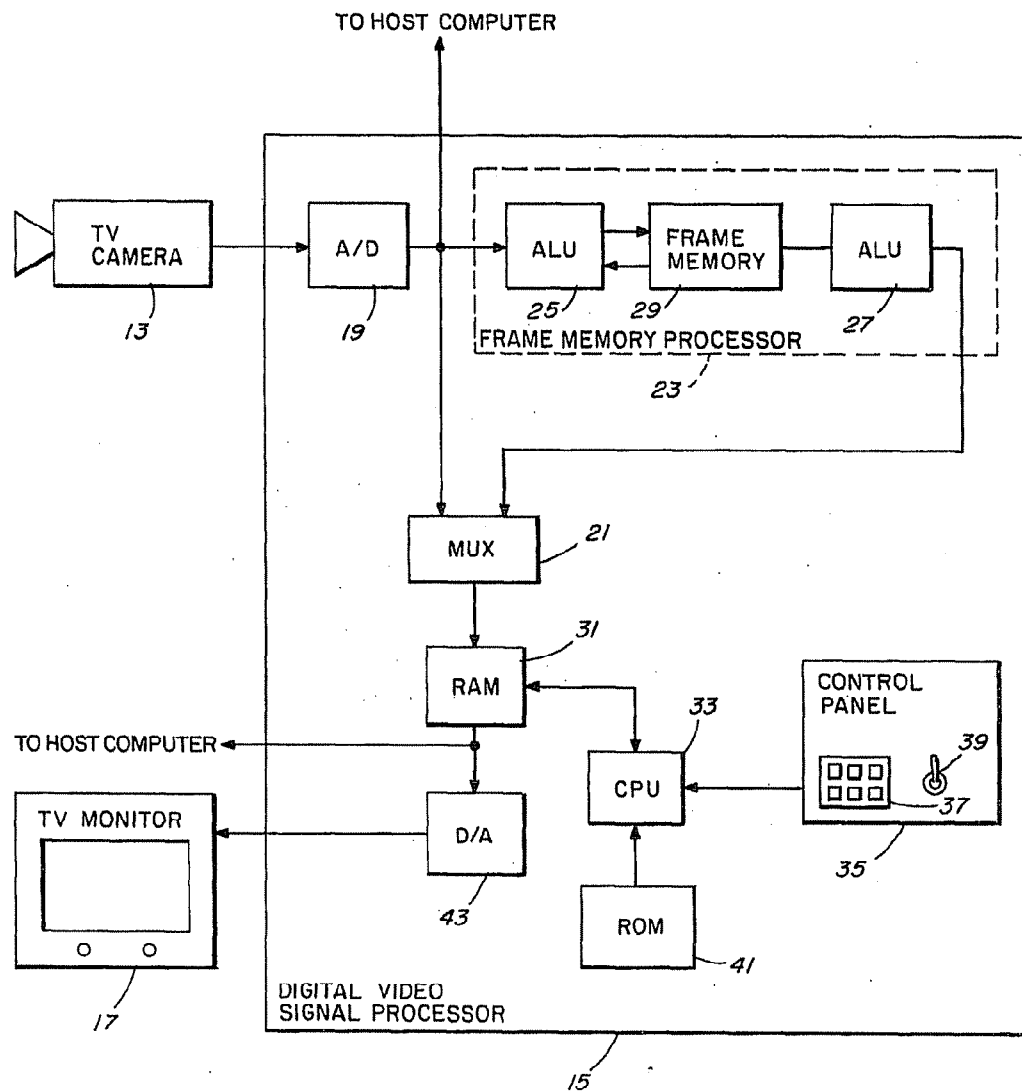 TO HOST COMPUTER
TV
CAMERA
13
A/D
19
ALU
25
FRAME
MEMORY
29
ALU
27
FRAME MEMORY PROCESSOR
23
MUX
21
RAM
31
TO HOST COMPUTER
CPU
33
CONTROL
PANEL
39
37
35
TV MONITOR
17
D/A
43
ROM
41
DIGITAL VIDEO
SIGNAL PROCESSOR
15